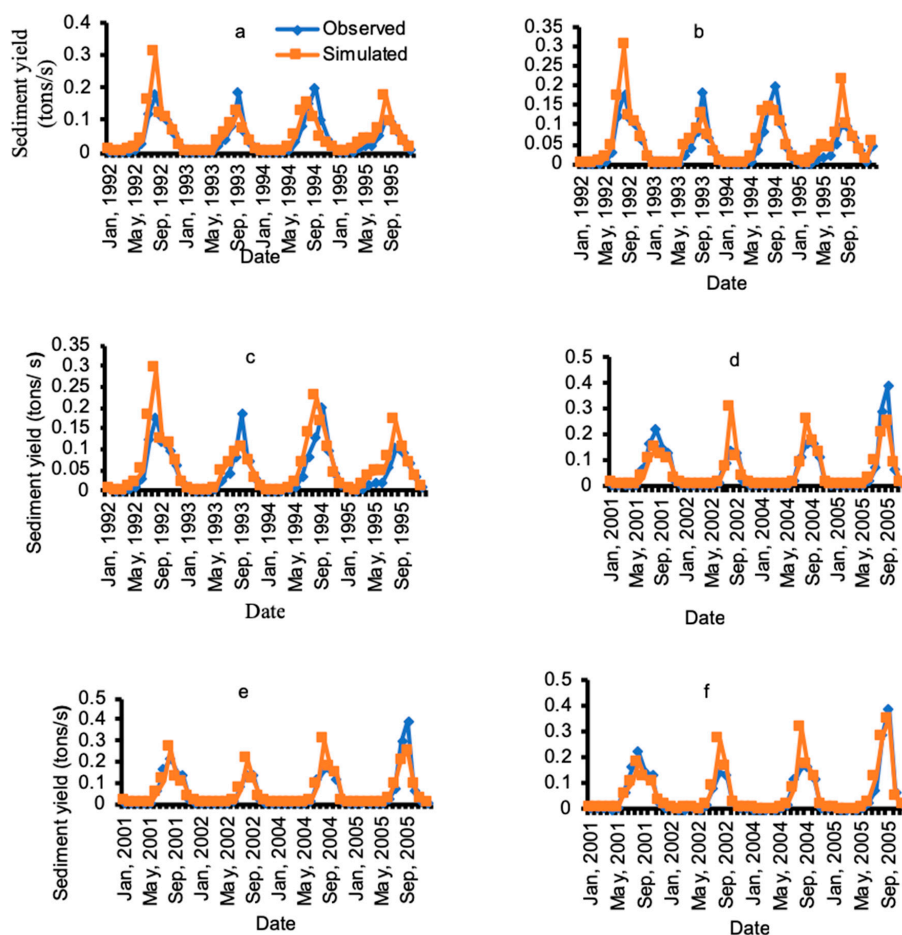 a
Observed
Simulated
Sediment yield
(tons/s)
0.4
0.3
0.2
0.1
0
Jan, 1992
May, 1992
Sep, 1992
Jan, 1993
May, 1993
Sep, 1993
Jan, 1994
May, 1994
Sep, 1994
Jan, 1995
May, 1995
Sep, 1995
Date
b
0.35
0.3
0.25
0.2
0.15
0.1
0.05
0
Jan, 1992
May, 1992
Sep, 1992
Jan, 1993
May, 1993
Sep, 1993
Jan, 1994
May, 1994
Sep, 1994
Jan, 1995
May, 1995
Sep, 1995
Date
c
Sediment yield (tons/ s)
0.35
0.3
0.25
0.2
0.15
0.1
0.05
0
Jan, 1992
May, 1992
Sep, 1992
Jan, 1993
May, 1993
Sep, 1993
Jan, 1994
May, 1994
Sep, 1994
Jan, 1995
May, 1995
Sep, 1995
Date
d
0.5
0.4
0.3
0.2
0.1
0
Jan, 2001
May, 2001
Sep, 2001
Jan, 2002
May, 2002
Sep, 2002
Jan, 2004
May, 2004
Sep, 2004
Jan, 2005
May, 2005
Sep, 2005
Date
e
Sediment yield (tons/s)
0.5
0.4
0.3
0.2
0.1
0
Jan, 2001
May, 2001
Sep, 2001
Jan, 2002
May, 2002
Sep, 2002
Jan, 2004
May, 2004
Sep, 2004
Jan, 2005
May, 2005
Sep, 2005
Date
f
0.5
0.4
0.3
0.2
0.1
0
Jan, 2001
May, 2001
Sep, 2001
Jan, 2002
May, 2002
Sep, 2002
Jan, 2004
May, 2004
Sep, 2004
Jan, 2005
May, 2005
Sep, 2005
Date